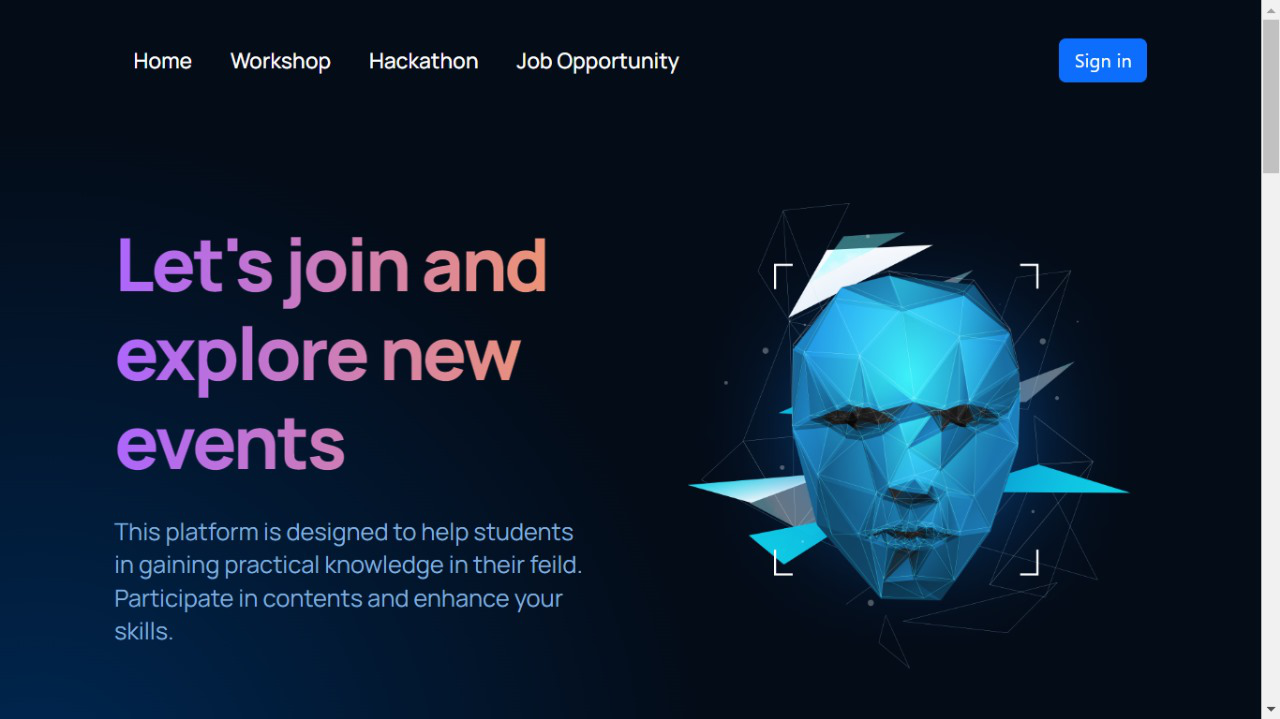 Home Workshop Hackathon Job Opportunity Sign in
Let's join and
explore new
events
This platform is designed to help students
in gaining practical knowledge in their feild.
Participate in contents and enhance your
skills.